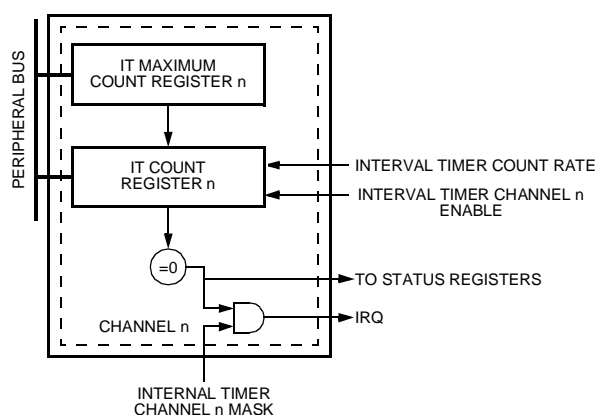 PERIPHERAL BUS
IT MAXIMUM
COUNT REGISTER n
IT COUNT
REGISTER n
INTERVAL TIMER COUNT RATE
INTERVAL TIMER CHANNEL n
ENABLE
=0
TO STATUS REGISTERS
CHANNEL n
IRQ
INTERNAL TIMER
CHANNEL n MASK